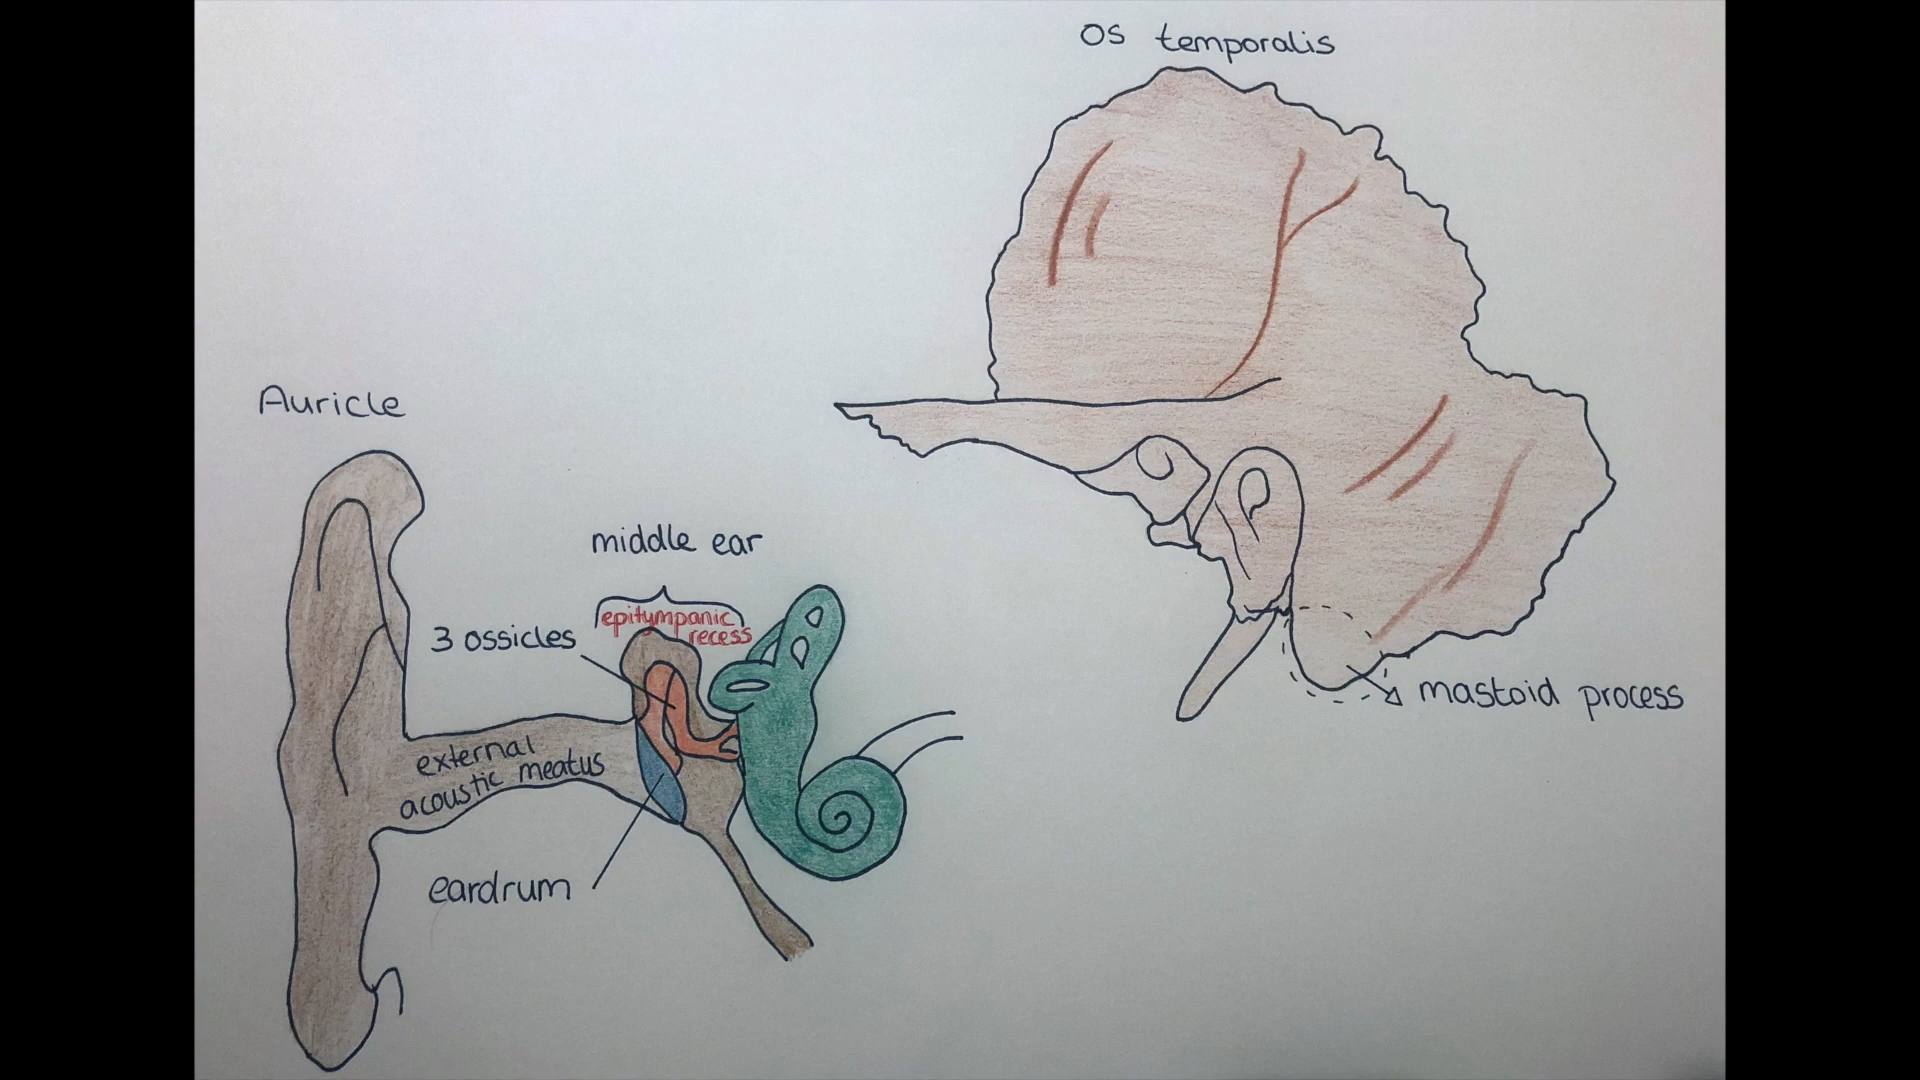 Os temporalis
Auricle
middle ear
epitympanic
recess
3 ossicles
mastoid process
external
acoustic meatus
eardrum